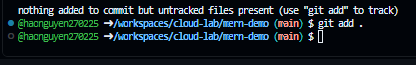 nothing added to commit but untracked files present (use "git add" to track)
@haonguyen270225 ➜/workspaces/cloud-lab/mern-demo (main) $ git add .
@haonguyen270225 ➜/workspaces/cloud-lab/mern-demo (main) $